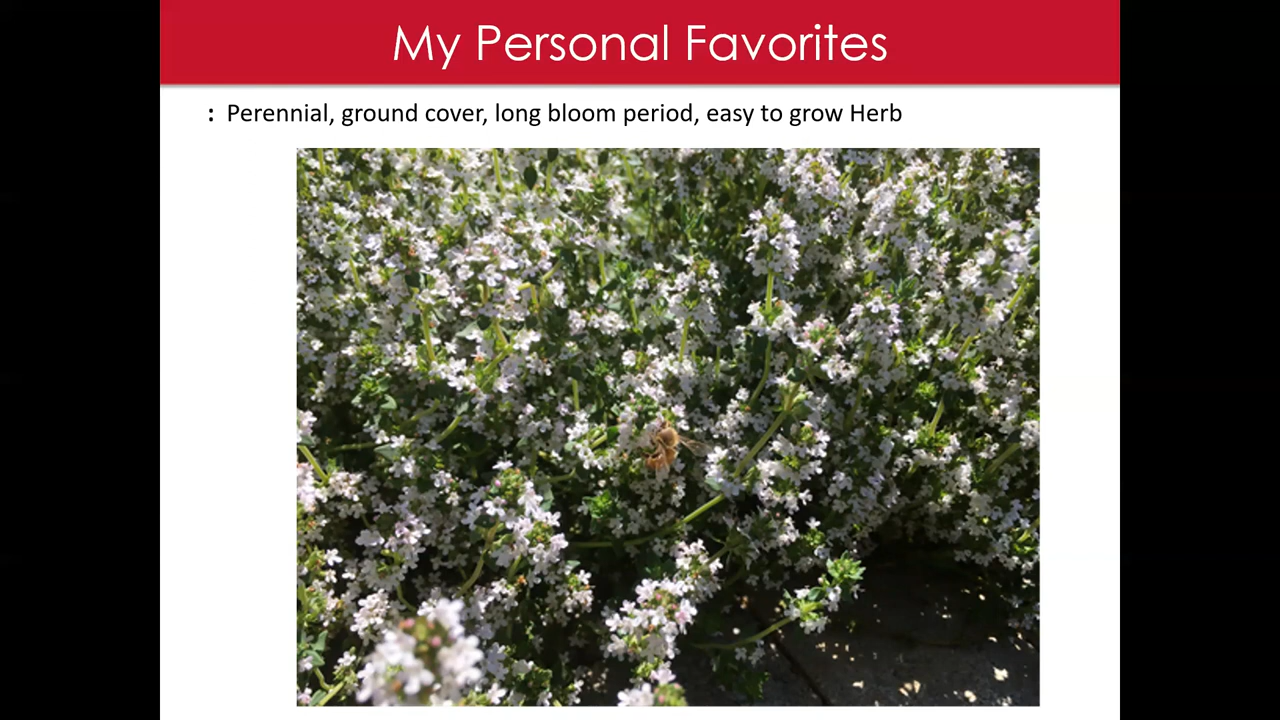 My Personal Favorites
: Perennial, ground cover, long bloom period, easy to grow Herb